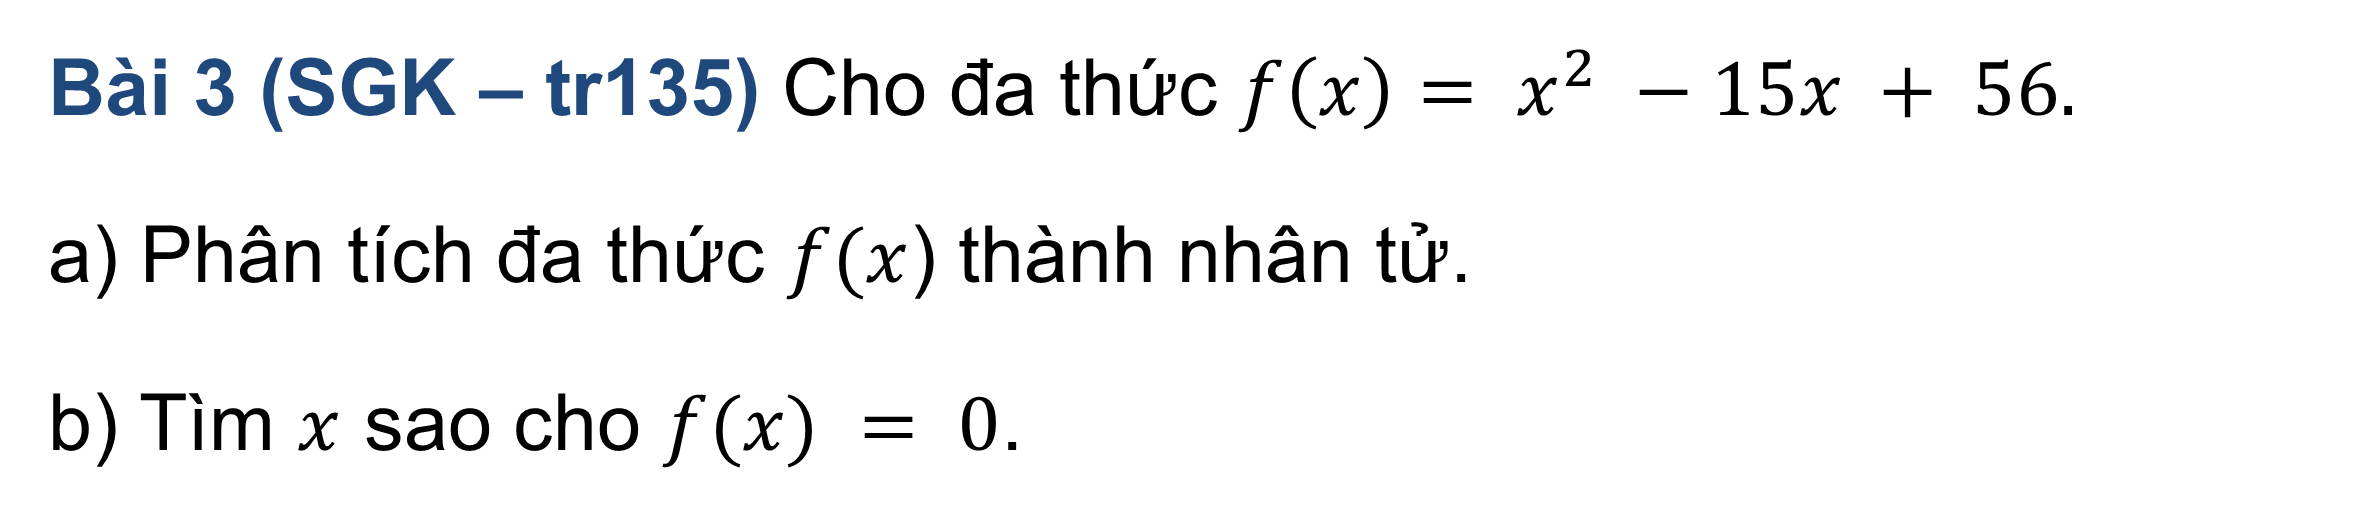 Bài 3 (SGK – tr135) Cho đa thức f(x) = x² − 15x + 56.
a) Phân tích đa thức f(x) thành nhân tử.
b) Tìm x sao cho f(x) = 0.